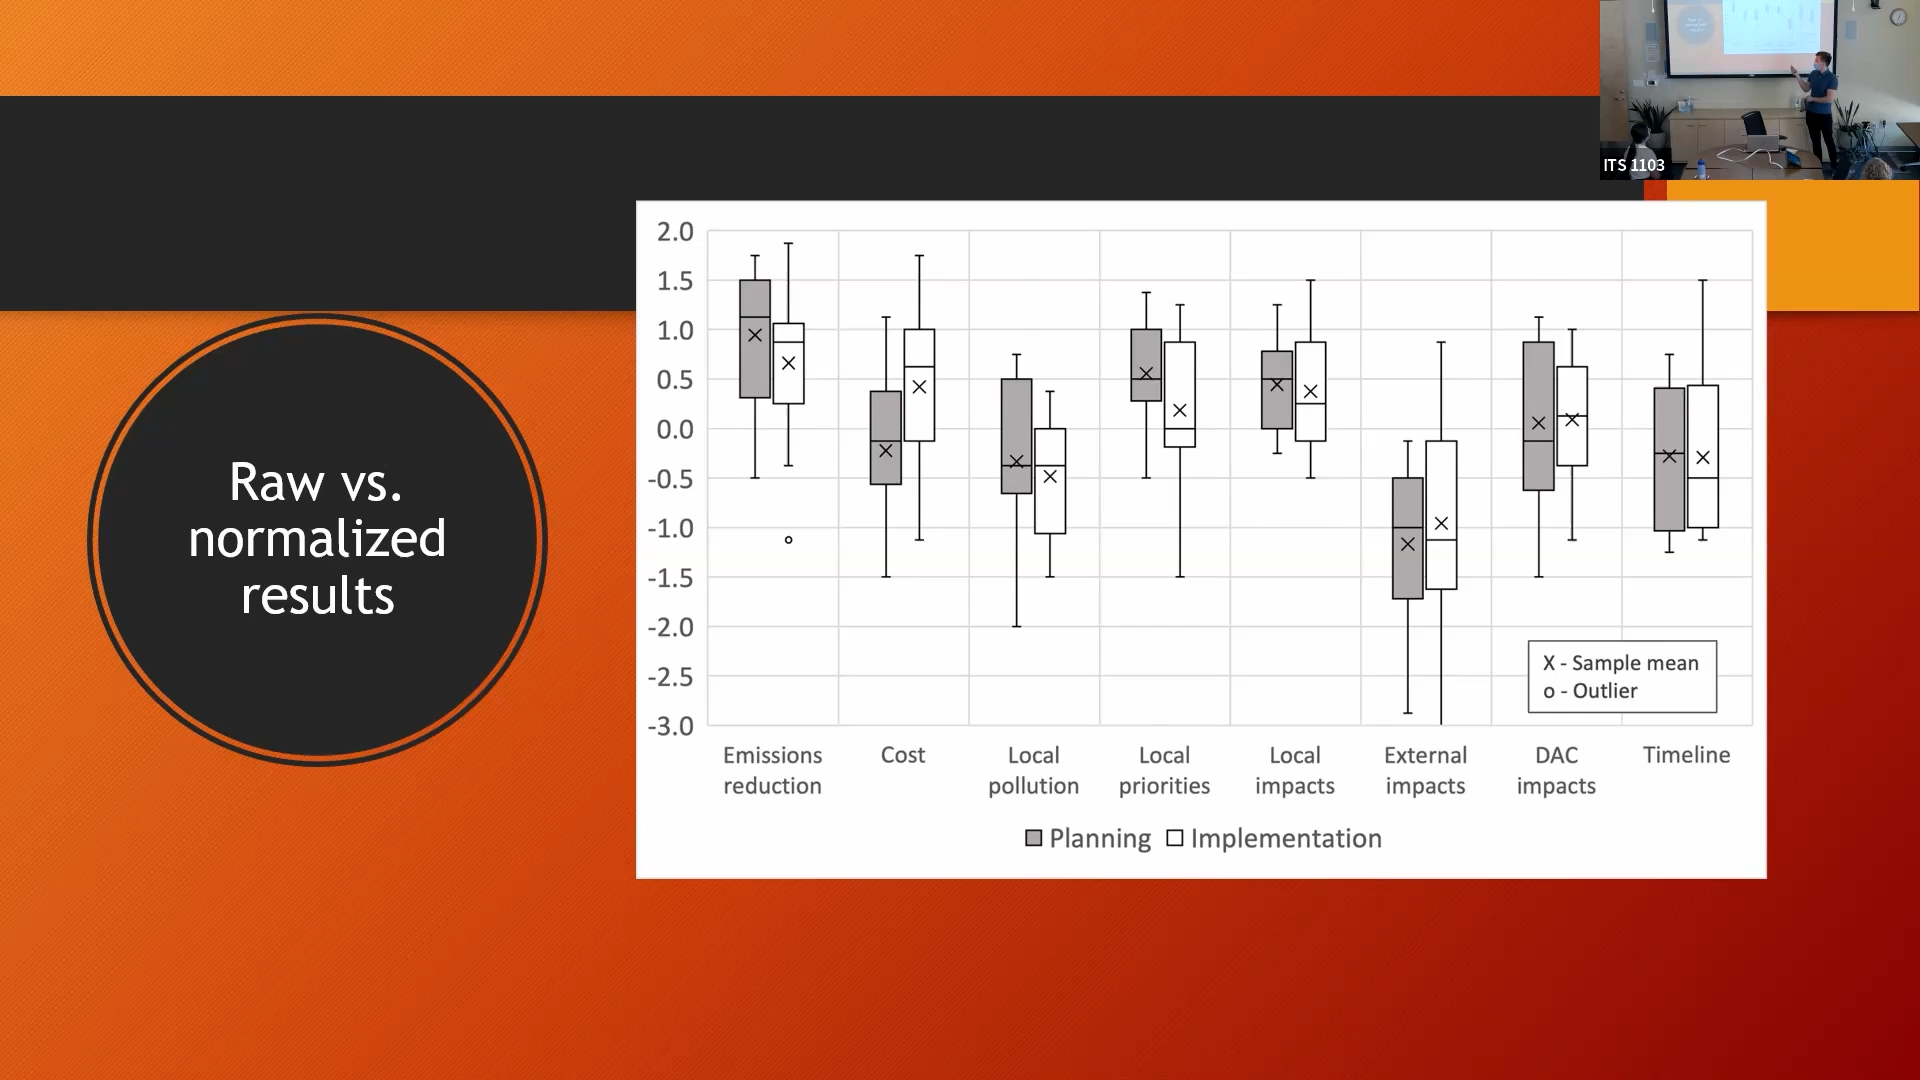 ITS 1103
Raw vs.
normalized
results
2.0
1.5
1.0
0.5
0.0
-0.5
-1.0
-1.5
-2.0
-2.5
-3.0
X - Sample mean
o - Outlier
Emissions
reduction
Cost
Local
pollution
Local
priorities
Local
impacts
External
impacts
DAC
impacts
Timeline
Planning Implementation